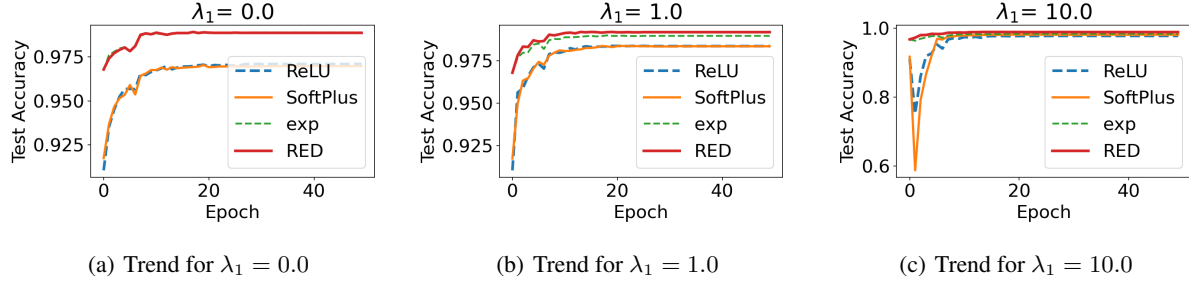 λ₁= 0.0
Test Accuracy
0.975
0.950
0.925
0
20
40
Epoch
ReLU
SoftPlus
exp
RED
(a) Trend for λ₁ = 0.0
λ₁= 1.0
Test Accuracy
0.975
0.950
0.925
0
20
40
Epoch
ReLU
SoftPlus
exp
RED
(b) Trend for λ₁ = 1.0
λ₁= 10.0
Test Accuracy
1.0
0.8
0.6
0
20
40
Epoch
ReLU
SoftPlus
exp
RED
(c) Trend for λ₁ = 10.0